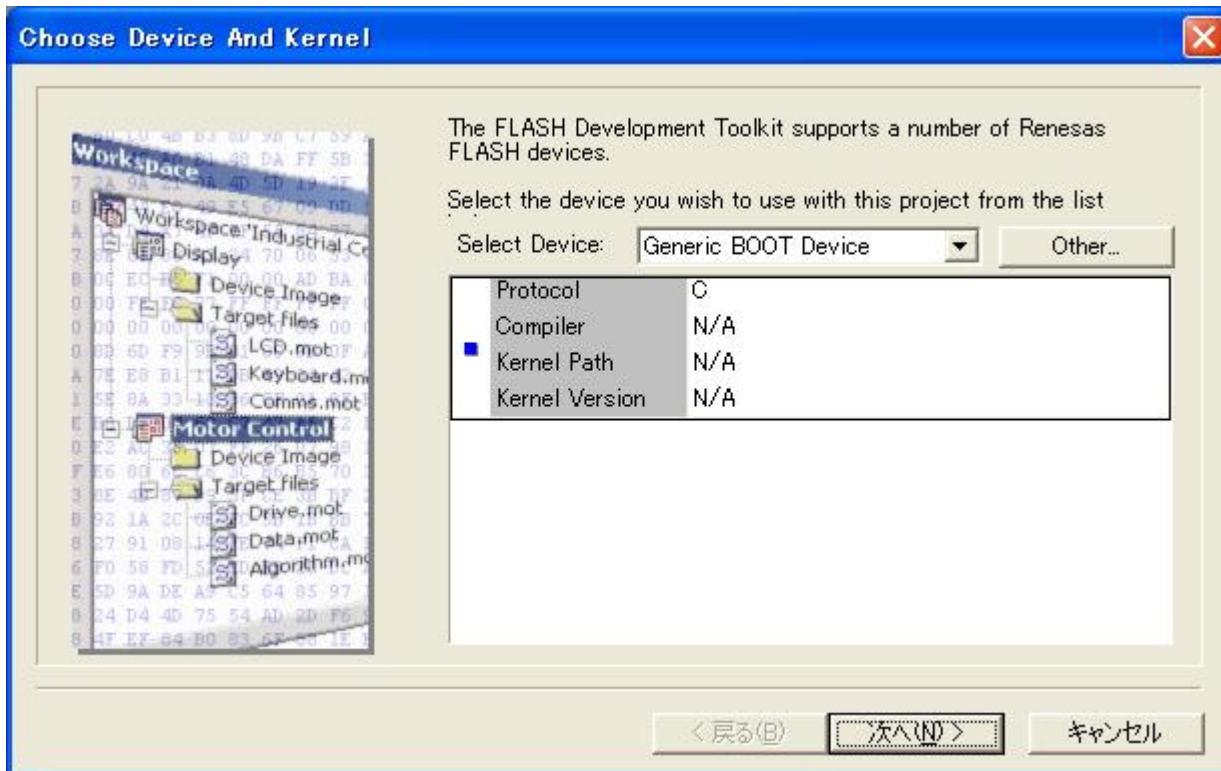 Choose Device And Kernel
Workspace
Workspace 'Industrial Co
Display
Device Image
Target files
LCD.mot
Keyboard.mo
Comms.mot
Motor Control
Device Image
Target files
Drive.mot
Data.mot
Algorithm.mo
The FLASH Development Toolkit supports a number of Renesas
FLASH devices.
Select the device you wish to use with this project from the list
Select Device: Generic BOOT Device Other...
Protocol C
Compiler N/A
Kernel Path N/A
Kernel Version N/A
< 戻る(B) 次へ(N) > キャンセル